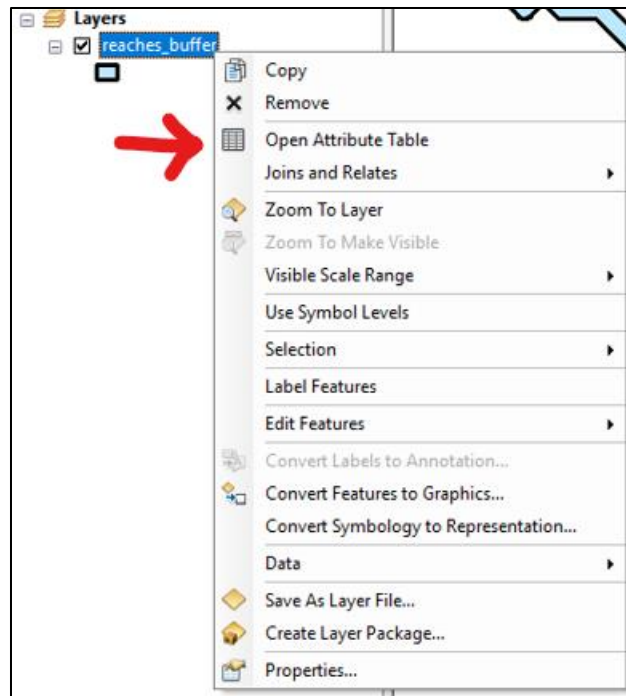 Layers
reaches_buffer
Copy
Remove
Open Attribute Table
Joins and Relates
Zoom To Layer
Zoom To Make Visible
Visible Scale Range
Use Symbol Levels
Selection
Label Features
Edit Features
Convert Labels to Annotation...
Convert Features to Graphics...
Convert Symbology to Representation...
Data
Save As Layer File...
Create Layer Package...
Properties...